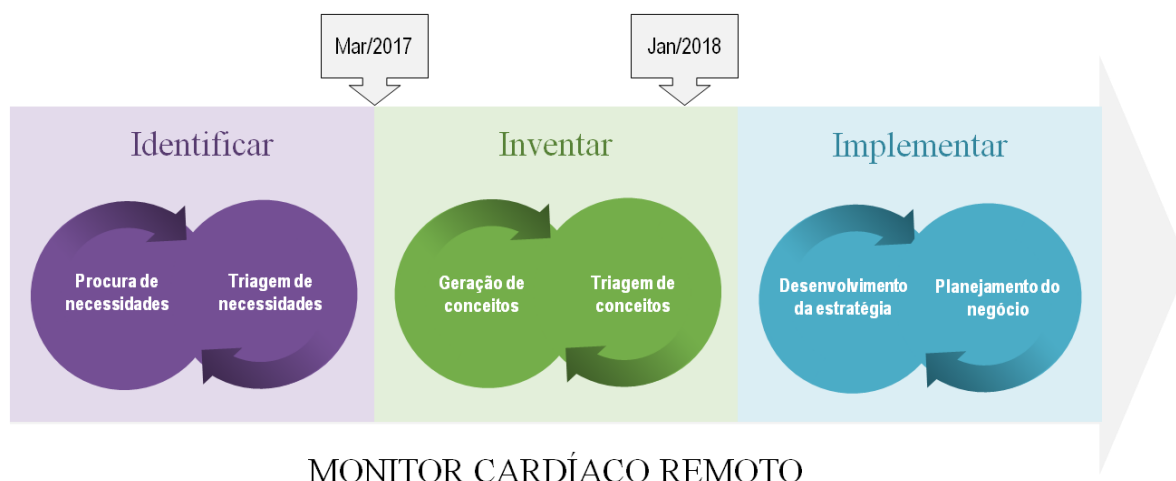 Mar/2017
Jan/2018
Identificar
Inventar
Implementar
Procura de
necessidades
Triagem de
necessidades
Geração de
conceitos
Triagem de
conceitos
Desenvolvimento
da estratégia
Planejamento do
negócio
MONITOR CARDÍACO REMOTO